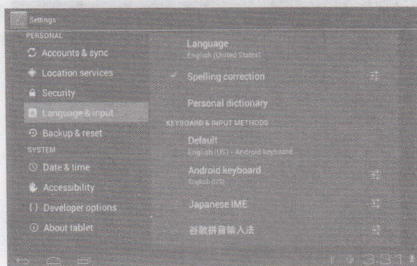 Settings
PERSONAL
Accounts & sync
Location services
Security
Language & input
Backup & reset
SYSTEM
Date & time
Accessibility
{ } Developer options
About tablet
Language
English (United States)
Spelling correction
Personal dictionary
KEYBOARD & INPUT METHODS
Default
English (US) - Android keyboard
Android keyboard
English (US)
Japanese IME
谷歌拼音输入法
3:31